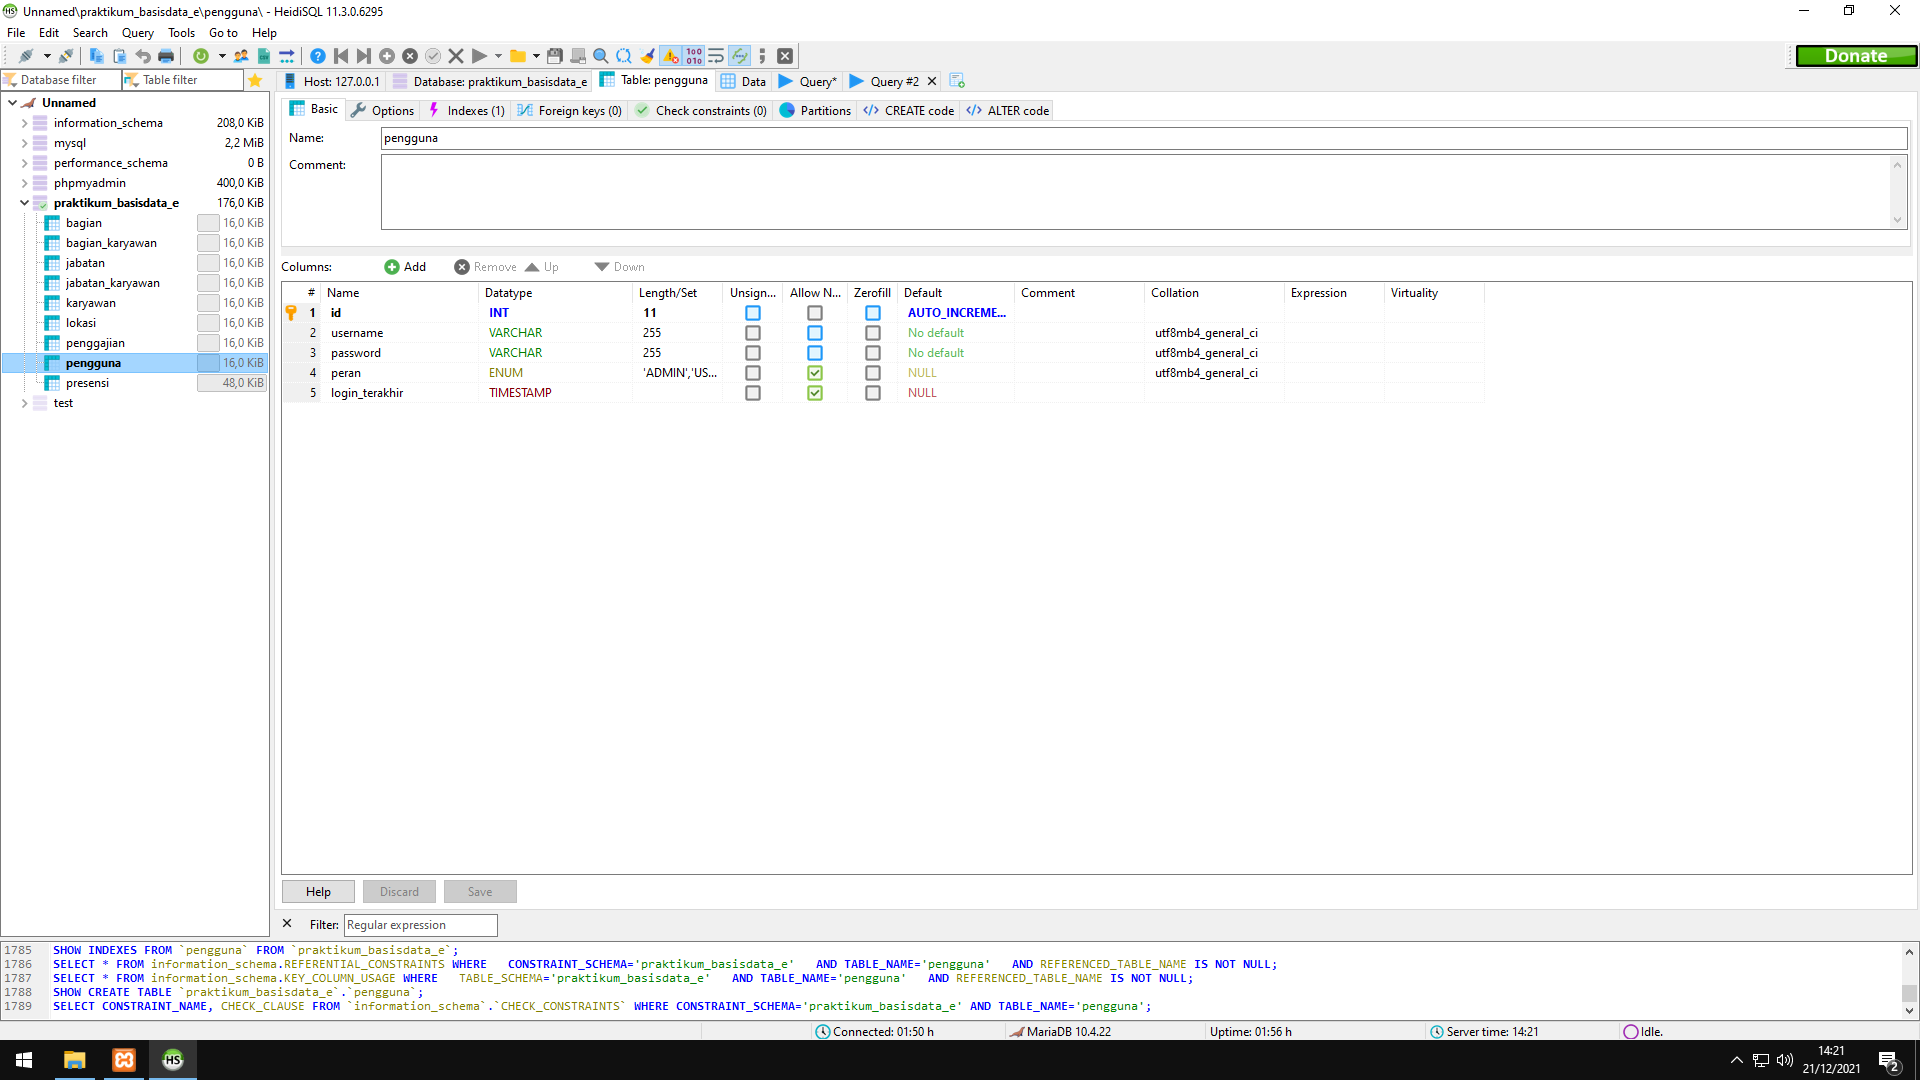 Unnamed\praktikum_basisdata_e\pengguna\ - HeidiSQL 11.3.0.6295
File Edit Search Query Tools Go to Help
Donate
Database filter Table filter
Host: 127.0.0.1 Database: praktikum_basisdata_e Table: pengguna Data Query* Query #2
Unnamed
information_schema 208,0 KiB
mysql 2,2 MiB
performance_schema 0 B
phpmyadmin 400,0 KiB
praktikum_basisdata_e 176,0 KiB
bagian 16,0 KiB
bagian_karyawan 16,0 KiB
jabatan 16,0 KiB
jabatan_karyawan 16,0 KiB
karyawan 16,0 KiB
lokasi 16,0 KiB
penggajian 16,0 KiB
pengguna 16,0 KiB
presensi 48,0 KiB
test
Basic Options Indexes (1) Foreign keys (0) Check constraints (0) Partitions CREATE code ALTER code
Name: pengguna
Comment:
Columns: Add Remove Up Down
# Name Datatype Length/Set Unsign... Allow N... Zerofill Default Comment Collation Expression Virtuality
1 id INT 11 AUTO_INCREME...
2 username VARCHAR 255 No default utf8mb4_general_ci
3 password VARCHAR 255 No default utf8mb4_general_ci
4 peran ENUM 'ADMIN','US... NULL utf8mb4_general_ci
5 login_terakhir TIMESTAMP NULL
Help Discard Save
Filter: Regular expression
1785 SHOW INDEXES FROM `pengguna` FROM `praktikum_basisdata_e`;
1786 SELECT * FROM information_schema.REFERENTIAL_CONSTRAINTS WHERE   CONSTRAINT_SCHEMA='praktikum_basisdata_e'   AND TABLE_NAME='pengguna'   AND REFERENCED_TABLE_NAME IS NOT NULL;
1787 SELECT * FROM information_schema.KEY_COLUMN_USAGE WHERE   TABLE_SCHEMA='praktikum_basisdata_e'   AND TABLE_NAME='pengguna'   AND REFERENCED_TABLE_NAME IS NOT NULL;
1788 SHOW CREATE TABLE `praktikum_basisdata_e`.`pengguna`;
1789 SELECT CONSTRAINT_NAME, CHECK_CLAUSE FROM `information_schema`.`CHECK_CONSTRAINTS` WHERE CONSTRAINT_SCHEMA='praktikum_basisdata_e' AND TABLE_NAME='pengguna';
Connected: 01:50 h MariaDB 10.4.22 Uptime: 01:56 h Server time: 14:21 Idle.
HS
14:21
21/12/2021
2